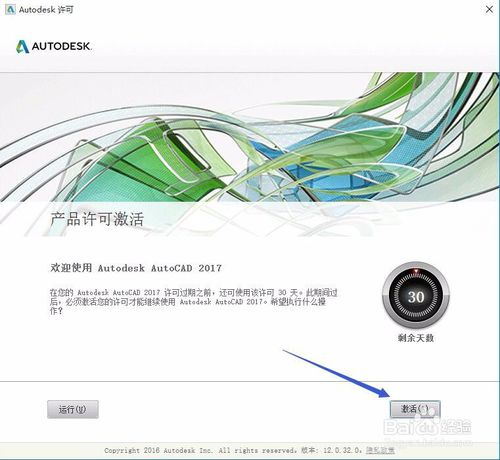 Autodesk 许可
AUTODESK.
产品许可激活
欢迎使用 Autodesk AutoCAD 2017
在您的 Autodesk AutoCAD 2017 许可过期之前，还可使用该许可 30 天。此期间过
后，必须激活您的许可才能继续使用 Autodesk AutoCAD 2017。希望执行什么操
作？
30
剩余天数
运行(U)
激活(A)
Baidu 经验
Copyright 2016 Autodesk Inc. All rights reserved. 版本: 12.0.32.0. 隐私政策